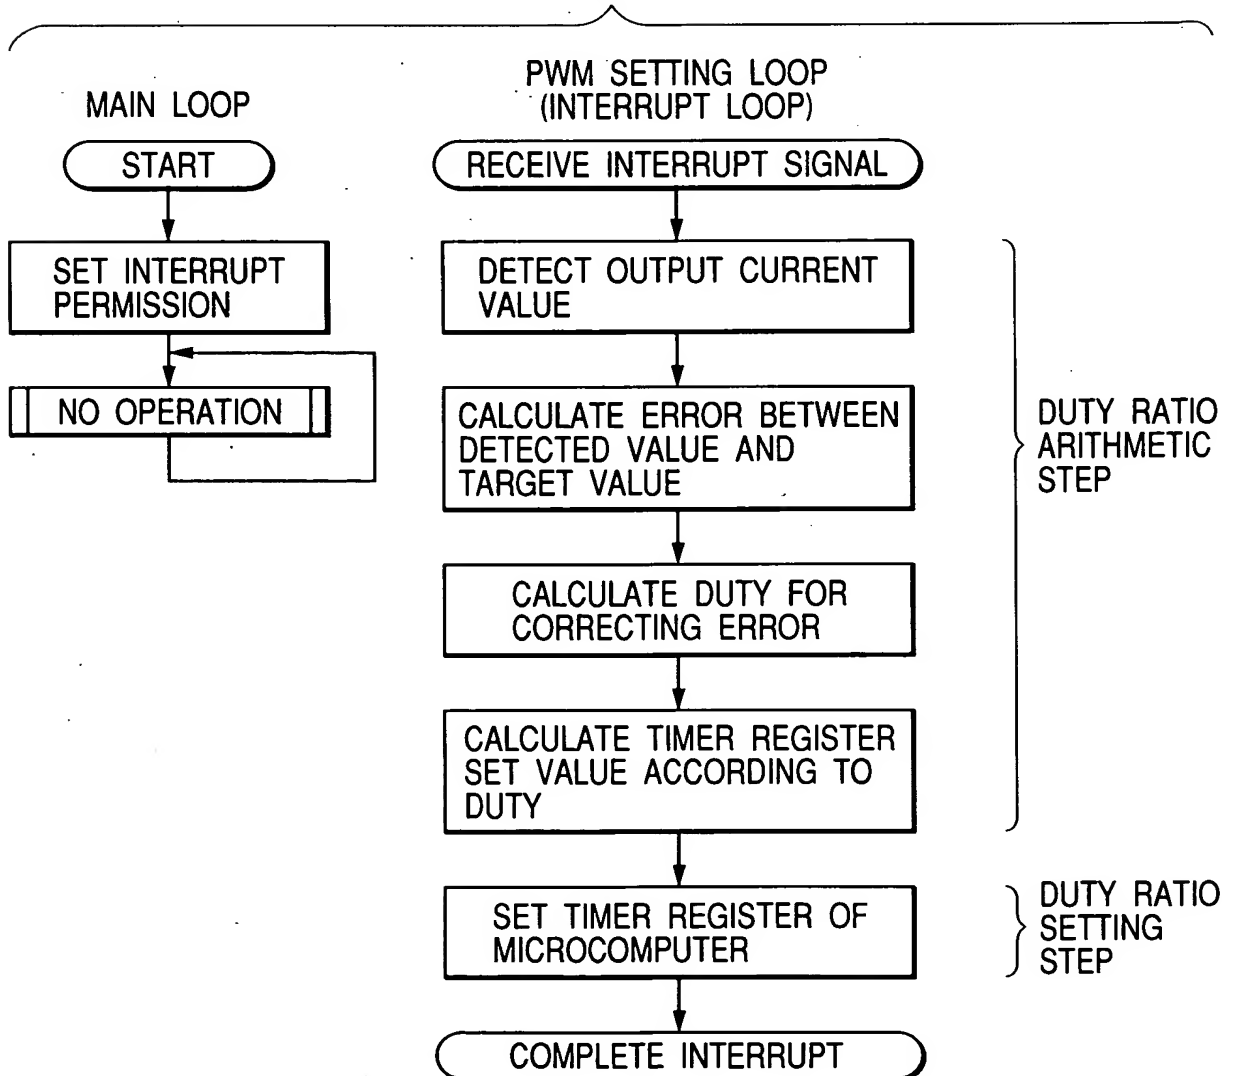 MAIN LOOP
START
SET INTERRUPT
PERMISSION
NO OPERATION
PWM SETTING LOOP
(INTERRUPT LOOP)
RECEIVE INTERRUPT SIGNAL
DETECT OUTPUT CURRENT
VALUE
CALCULATE ERROR BETWEEN
DETECTED VALUE AND
TARGET VALUE
CALCULATE DUTY FOR
CORRECTING ERROR
CALCULATE TIMER REGISTER
SET VALUE ACCORDING TO
DUTY
SET TIMER REGISTER OF
MICROCOMPUTER
COMPLETE INTERRUPT
DUTY RATIO
ARITHMETIC
STEP
DUTY RATIO
SETTING
STEP